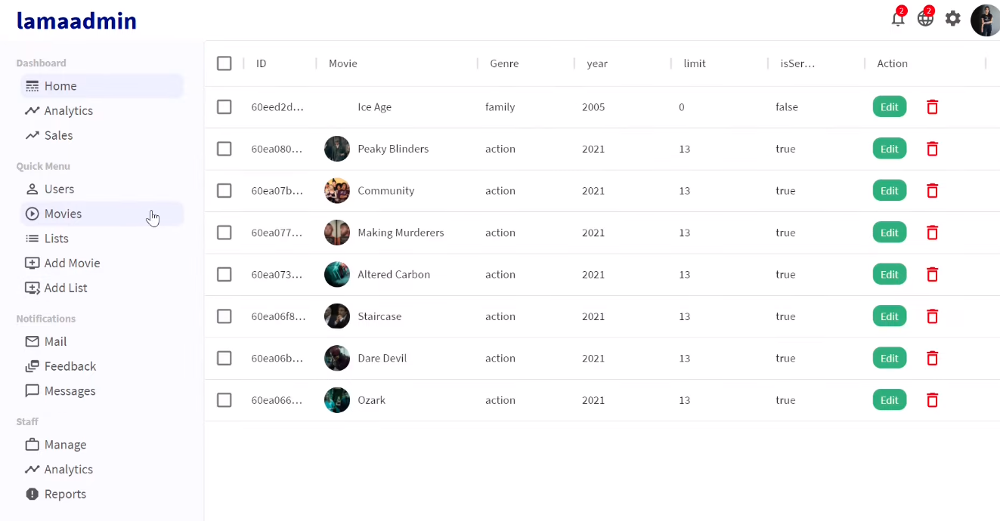 lamaadmin
2
2
Dashboard
Home
Analytics
Sales
Quick Menu
Users
Movies
Lists
Add Movie
Add List
Notifications
Mail
Feedback
Messages
Staff
Manage
Analytics
Reports
ID Movie Genre year limit isSer... Action
60eed2d... Ice Age family 2005 0 false Edit
60ea080... Peaky Blinders action 2021 13 true Edit
60ea07b... Community action 2021 13 true Edit
60ea077... Making Murderers action 2021 13 true Edit
60ea073... Altered Carbon action 2021 13 true Edit
60ea06f8... Staircase action 2021 13 true Edit
60ea06b... Dare Devil action 2021 13 true Edit
60ea066... Ozark action 2021 13 true Edit